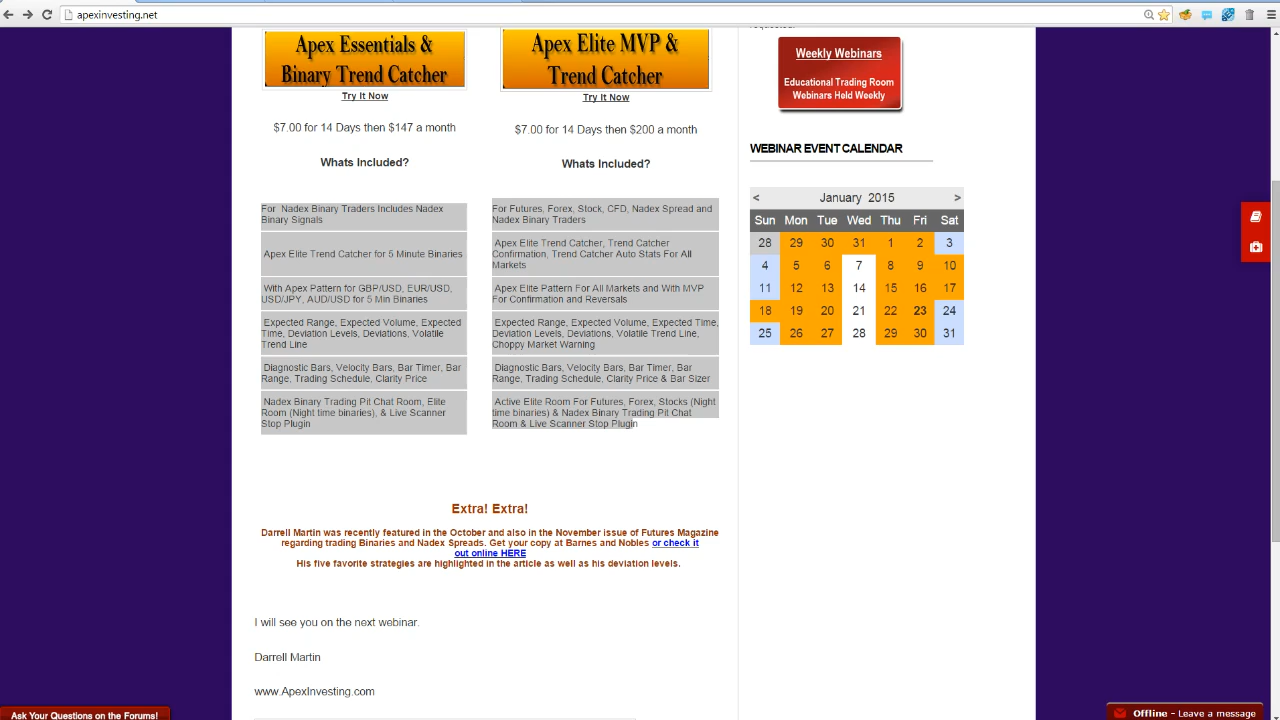 apexinvesting.net
Apex Essentials &
Binary Trend Catcher
Try It Now
$7.00 for 14 Days then $147 a month
Whats Included?
For  Nadex Binary Traders Includes Nadex
Binary Signals
Apex Elite Trend Catcher for 5 Minute Binaries
With Apex Pattern for GBP/USD, EUR/USD,
USD/JPY, AUD/USD for 5 Min Binaries
Expected Range, Expected Volume, Expected
Time, Deviation Levels, Deviations, Volatile
Trend Line
Diagnostic Bars, Velocity Bars, Bar Timer, Bar
Range, Trading Schedule, Clarity Price
Nadex Binary Trading Pit Chat Room, Elite
Room (Night time binaries), & Live Scanner
Stop Plugin
Apex Elite MVP &
Trend Catcher
Try It Now
$7.00 for 14 Days then $200 a month
Whats Included?
For Futures, Forex, Stock, CFD, Nadex Spread and
Nadex Binary Traders
Apex Elite Trend Catcher, Trend Catcher
Confirmation, Trend Catcher Auto Stats For All
Markets
Apex Elite Pattern For All Markets and With MVP
For Confirmation and Reversals
Expected Range, Expected Volume, Expected Time,
Deviation Levels, Deviations, Volatile Trend Line,
Choppy Market Warning
Diagnostic Bars, Velocity Bars, Bar Timer, Bar
Range, Trading Schedule, Clarity Price & Bar Sizer
Active Elite Room For Futures, Forex, Stocks (Night
time binaries) & Nadex Binary Trading Pit Chat
Room & Live Scanner Stop Plugin
Extra! Extra!
Darrell Martin was recently featured in the October and also in the November issue of Futures Magazine
regarding trading Binaries and Nadex Spreads. Get your copy at Barnes and Nobles or check it
out online HERE
His five favorite strategies are highlighted in the article as well as his deviation levels.
I will see you on the next webinar.
Darrell Martin
www.ApexInvesting.com
Weekly Webinars
Educational Trading Room
Webinars Held Weekly
WEBINAR EVENT CALENDAR
< January 2015 >
Sun Mon Tue Wed Thu Fri Sat
28 29 30 31 1 2 3
4 5 6 7 8 9 10
11 12 13 14 15 16 17
18 19 20 21 22 23 24
25 26 27 28 29 30 31
Ask Your Questions on the Forums!
Offline - Leave a message